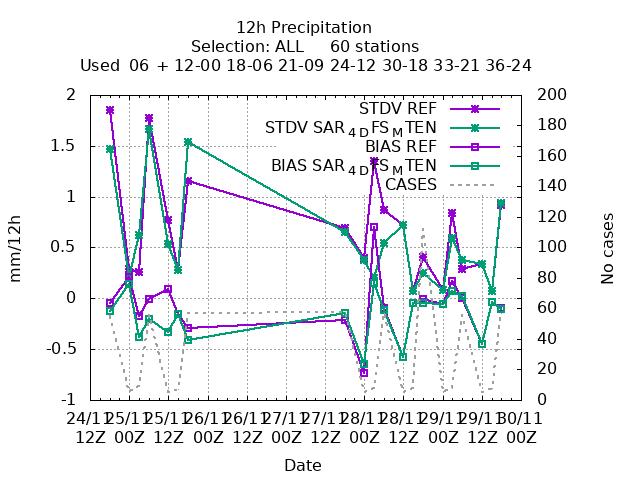 12h Precipitation
Selection: ALL     60 stations
Used  06 + 12-00 18-06 21-09  24-12  30-18  33-21  36-24
STDV REF
STDV SAR4DFSMTEN
BIAS REF
BIAS SAR4DFSMTEN
CASES
mm/12h
2
1.5
1
0.5
0
-0.5
-1
No cases
200
180
160
140
120
100
80
60
40
20
0
24/11 25/11 25/11 26/11 26/11 27/11 27/11 28/11 28/11 29/11 29/11 30/11
12Z 00Z 12Z 00Z 12Z 00Z 12Z 00Z 12Z 00Z 12Z 00Z
Date